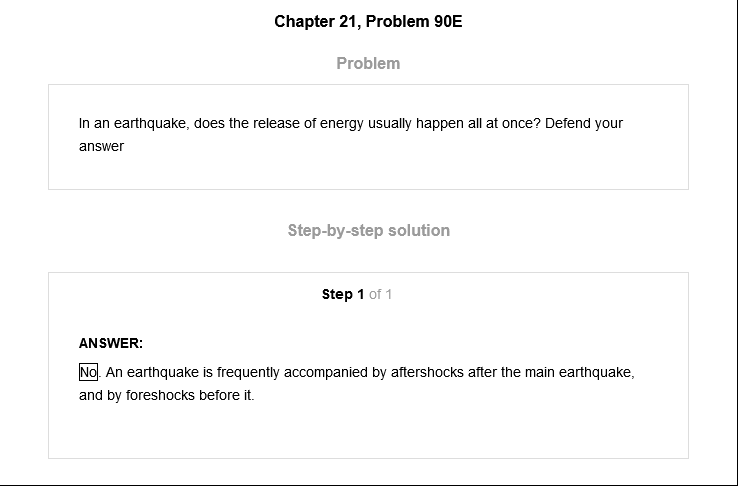 Chapter 21, Problem 90E
Problem
In an earthquake, does the release of energy usually happen all at once? Defend your
answer
Step-by-step solution
Step 1 of 1
ANSWER:
No. An earthquake is frequently accompanied by aftershocks after the main earthquake,
and by foreshocks before it.